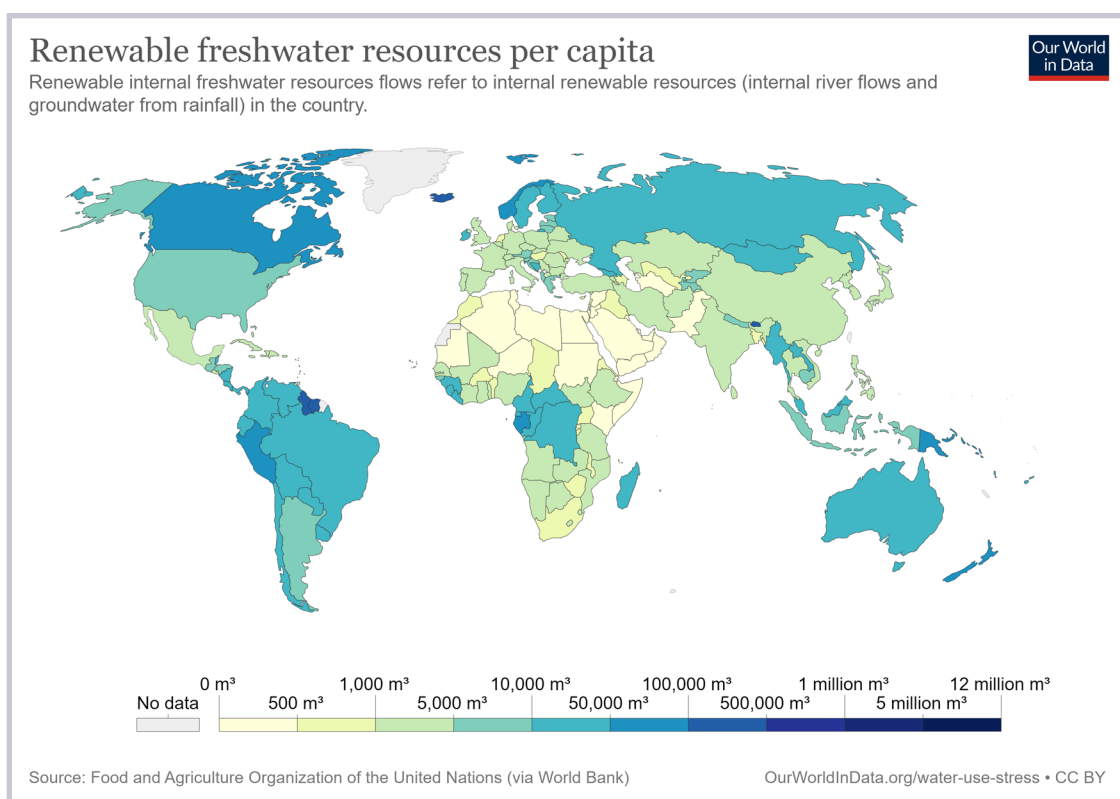 Renewable freshwater resources per capita
Our World
in Data
Renewable internal freshwater resources flows refer to internal renewable resources (internal river flows and
groundwater from rainfall) in the country.
0 m³ 1,000 m³ 10,000 m³ 100,000 m³ 1 million m³ 12 million m³
No data 500 m³ 5,000 m³ 50,000 m³ 500,000 m³ 5 million m³
Source: Food and Agriculture Organization of the United Nations (via World Bank) OurWorldInData.org/water-use-stress • CC BY